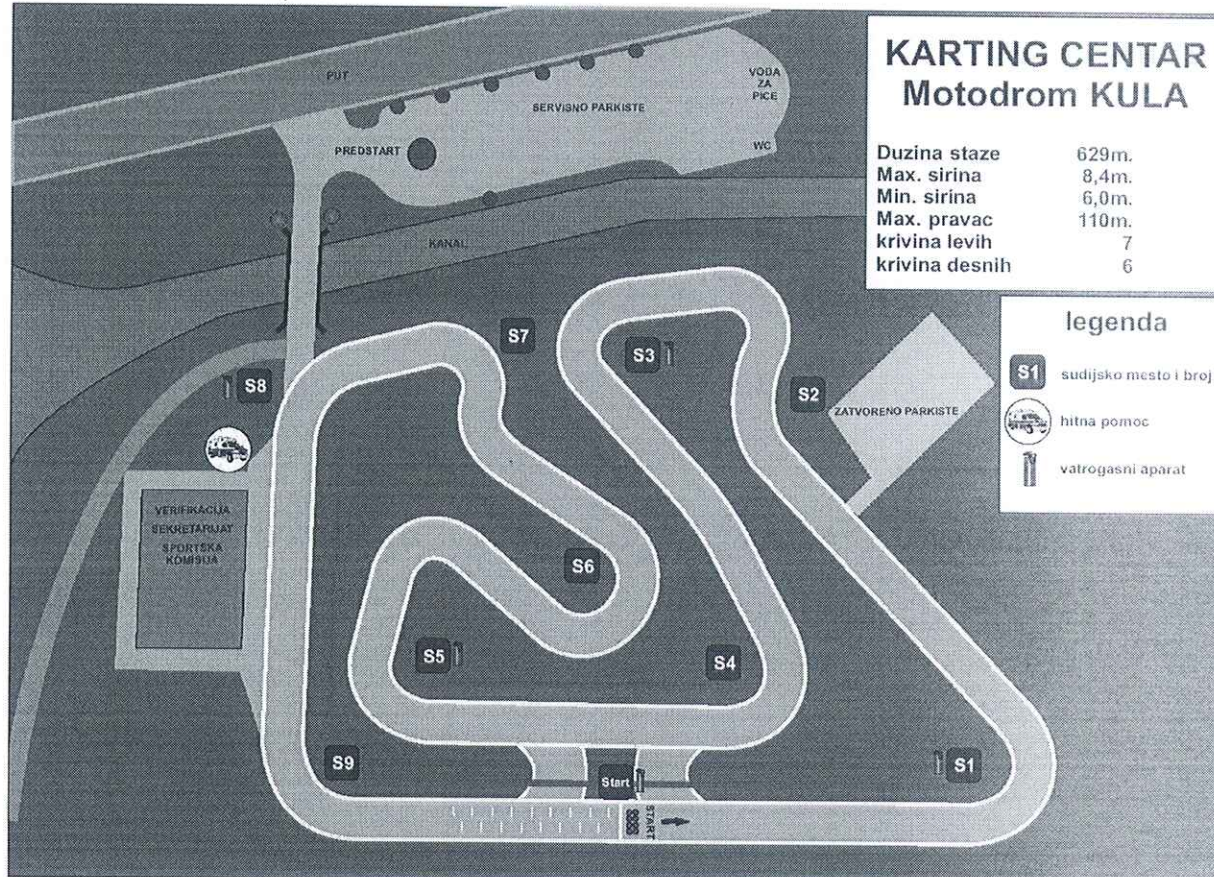 KARTING CENTAR
Motodrom KULA
Duzina staze 629m.
Max. sirina 8,4m.
Min. sirina 6,0m.
Max. pravac 110m.
krivina levih 7
krivina desnih 6
legenda
S1 sudijsko mesto i broj
hitna pomoc
vatrogasni aparat
PUT
SERVISNO PARKISTE
VODA
ZA
PICE
WC
PREDSTART
KANAL
S7
S3
S8
S2
ZATVORENO PARKISTE
VERIFIKACIJA
SEKRETARIJAT
SPORTSKA
KOMISIJA
S6
S5
S4
S9
Start
S1
START